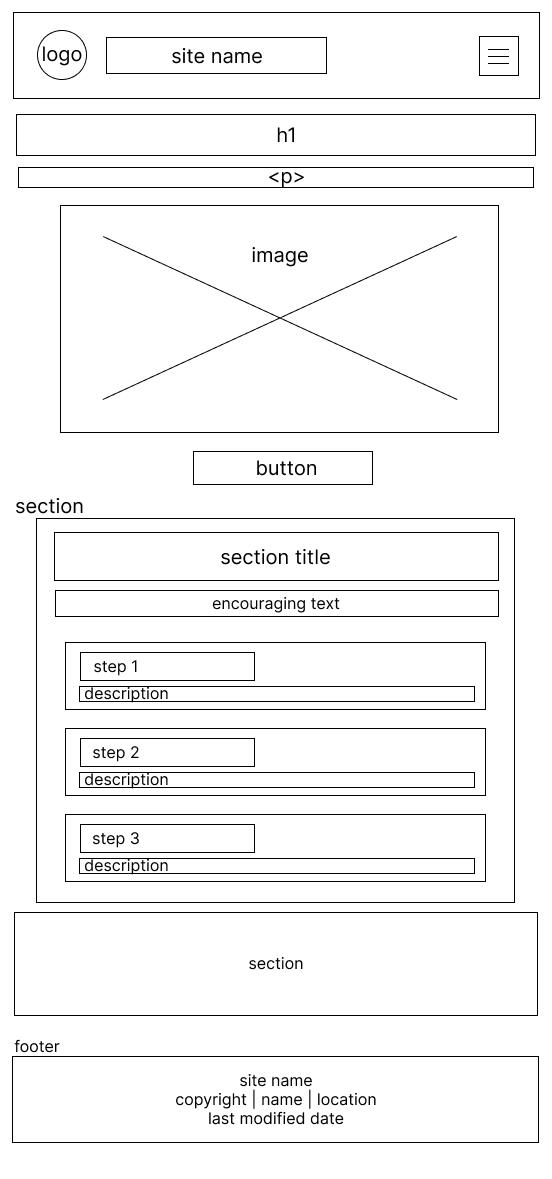 logo
site name
h1
<p>
image
button
section
section title
encouraging text
step 1
description
step 2
description
step 3
description
section
footer
site name
copyright | name | location
last modified date